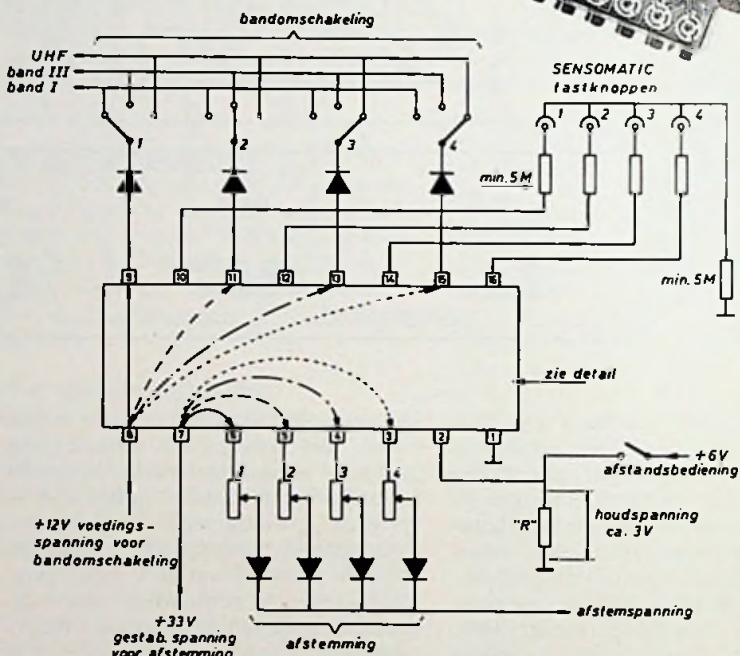 bandomschakeling
UHF
band III
band I
SENSOMATIC
tastknoppen
1
2
3
4
1
2
3
4
min. 5M
min. 5M
9
10
11
12
13
14
15
16
zie detail
8
7
6
5
4
3
2
1
+6V
afstandsbediening
1
2
3
4
"R"
houdspanning
ca. 3V
+12V voedings-
spanning voor
bandomschakeling
+33V
gestab. spanning
voor afstemming
afstemming
afstemspanning